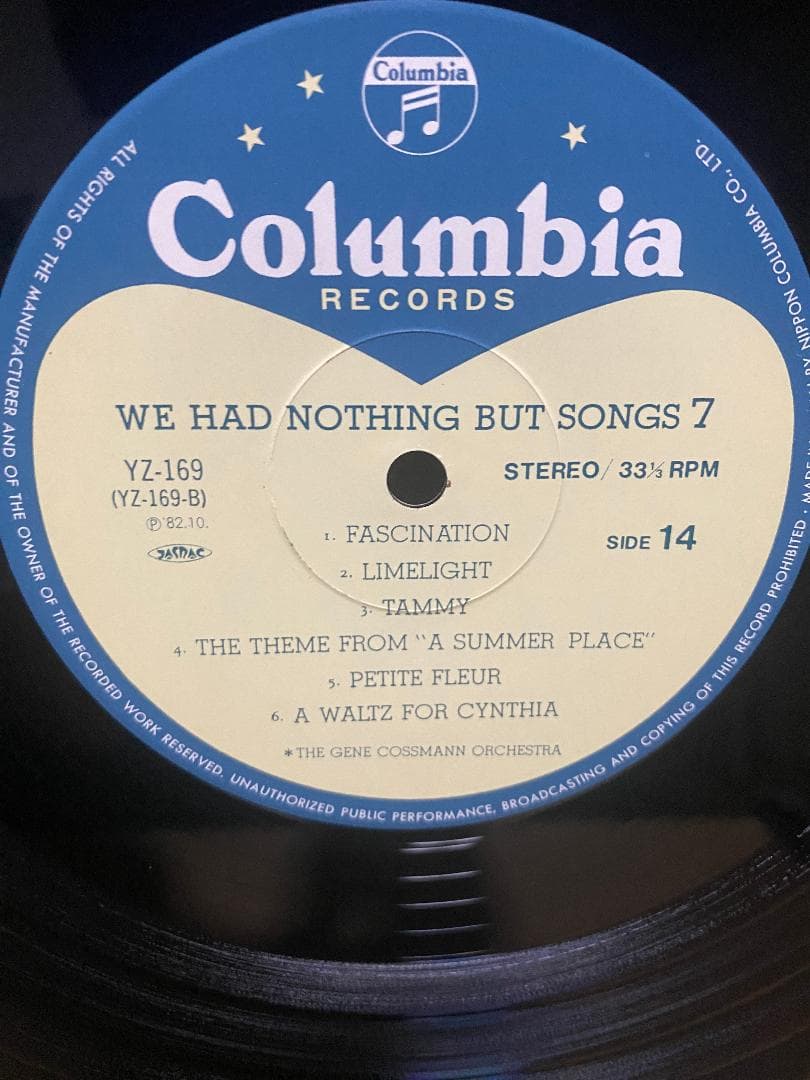 Columbia
Columbia
RECORDS
WE HAD NOTHING BUT SONGS 7
YZ-169
(YZ-169-B)
℗'82.10.
JASRAC
STEREO/ 33⅓ RPM
SIDE 14
1. FASCINATION
2. LIMELIGHT
3. TAMMY
4. THE THEME FROM "A SUMMER PLACE"
5. PETITE FLEUR
6. A WALTZ FOR CYNTHIA
*THE GENE COSSMANN ORCHESTRA
ALL RIGHTS OF THE MANUFACTURER AND OF THE OWNER OF THE RECORDED WORK RESERVED. UNAUTHORIZED PUBLIC PERFORMANCE, BROADCASTING AND COPYING OF THIS RECORD PROHIBITED. BY NIPPON COLUMBIA CO., LTD.